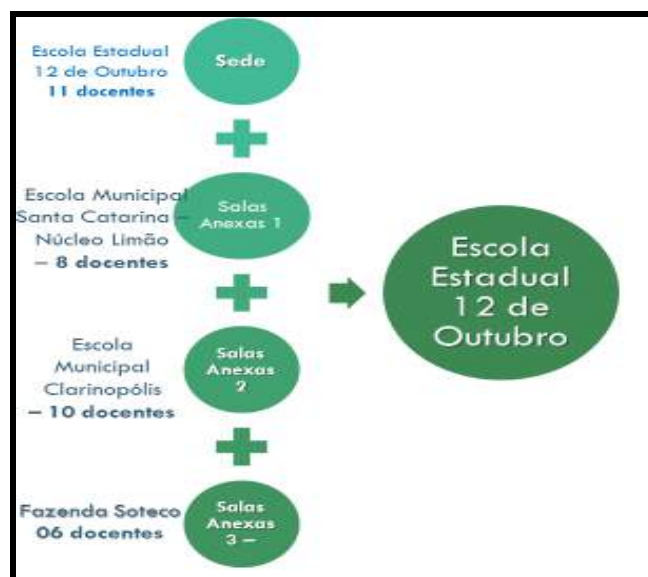 Escola Estadual
12 de Outubro
11 docentes
Sede
Escola Municipal
Santa Catarina –
Núcleo Limão
– 8 docentes
Salas
Anexas 1
Escola
Municipal
Clarinopólis
– 10 docentes
Salas
Anexas
2
Fazenda Soteco
06 docentes
Salas
Anexas
3 –
Escola
Estadual
12 de
Outubro